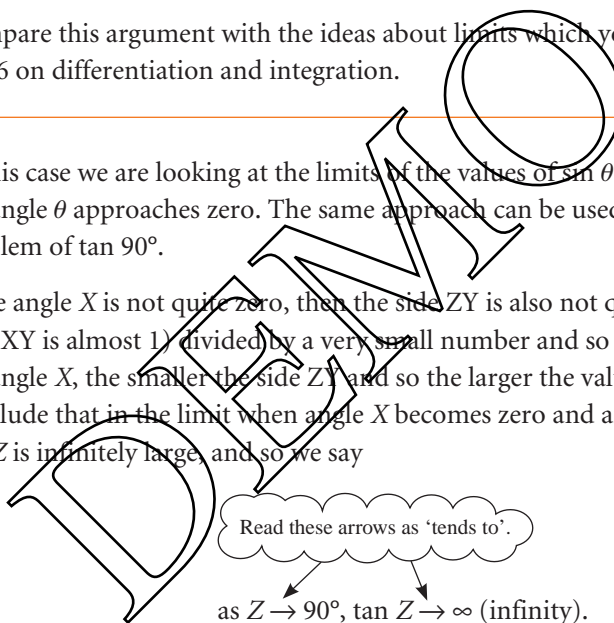 pare this argument with the ideas about limits which
6 on differentiation and integration.
is case we are looking at the limits of the values of sin θ
ngle θ approaches zero. The same approach can be used
lem of tan 90°.
e angle X is not quite zero, then the side ZY is also not
XY is almost 1) divided by a very small number and so
ngle X, the smaller the side ZY and so the larger the
lude that in the limit when angle X becomes zero and
Z is infinitely large, and so we say
Read these arrows as ‘tends to’.
as Z → 90°, tan Z → ∞ (infinity).
DEMO